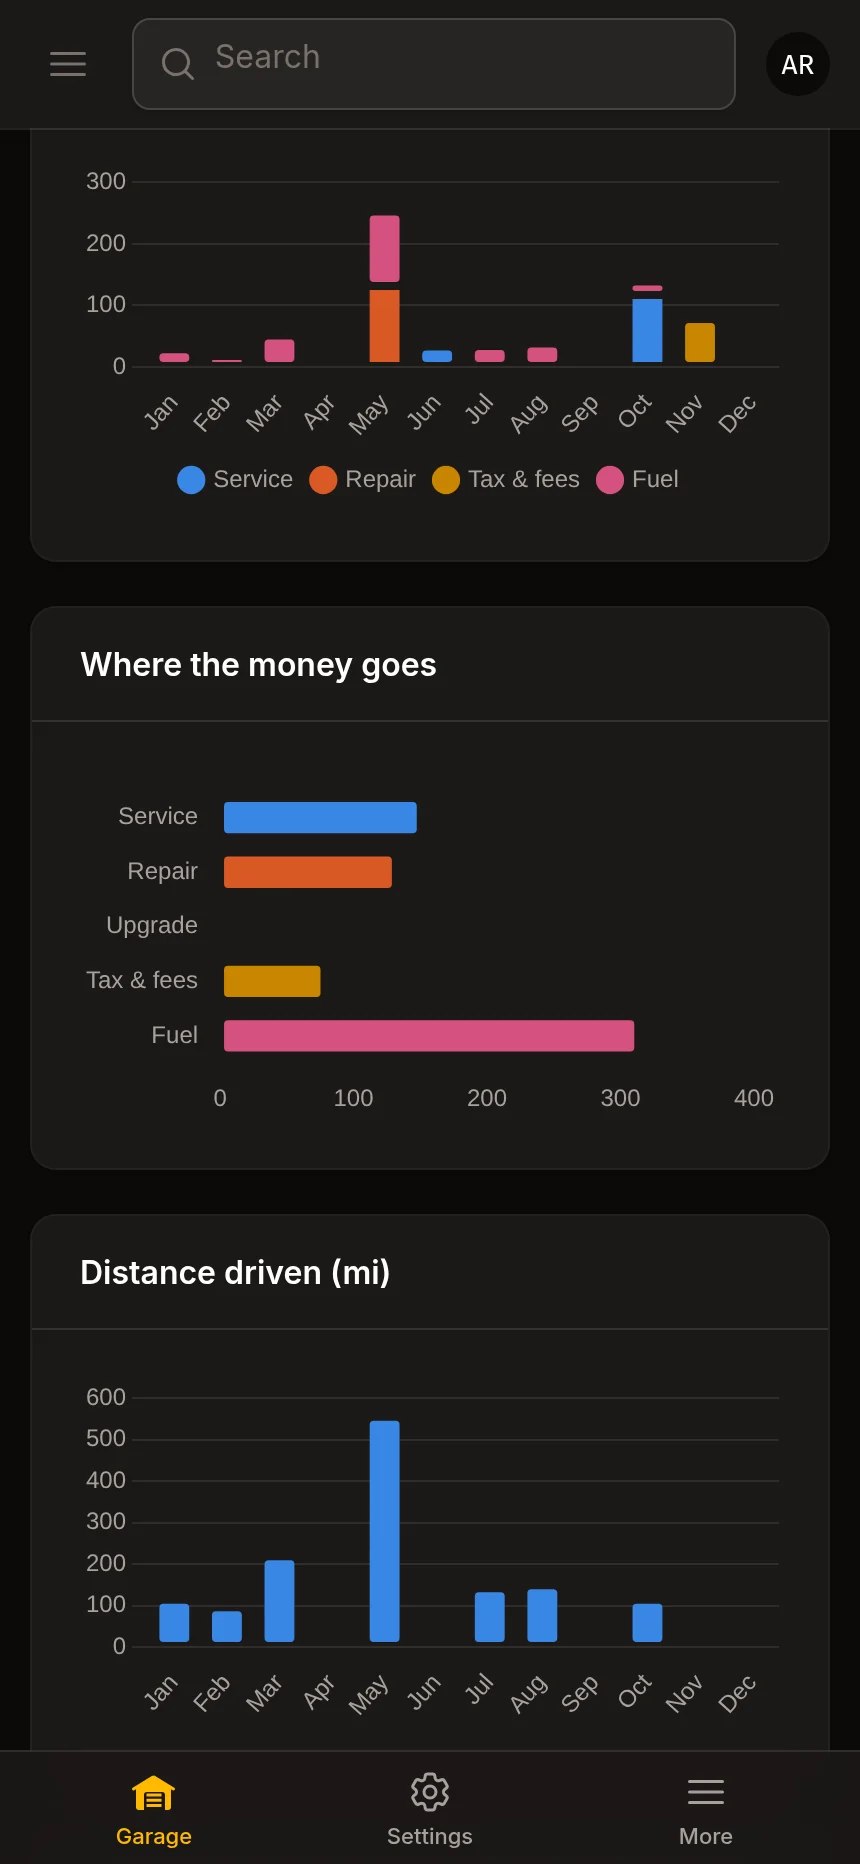 Search
AR
300
200
100
0
Jan Feb Mar Apr May Jun Jul Aug Sep Oct Nov Dec
Service Repair Tax & fees Fuel
Where the money goes
Service
Repair
Upgrade
Tax & fees
Fuel
0 100 200 300 400
Distance driven (mi)
600
500
400
300
200
100
0
Jan Feb Mar Apr May Jun Jul Aug Sep Oct Nov Dec
Garage Settings More